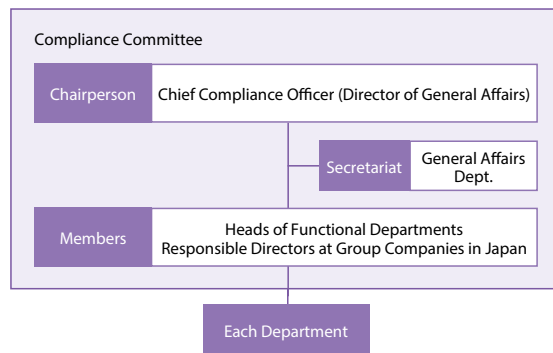 Compliance Committee
Chairperson
Chief Compliance Officer (Director of General Affairs)
Secretariat
General Affairs
Dept.
Members
Heads of Functional Departments
Responsible Directors at Group Companies in Japan
Each Department